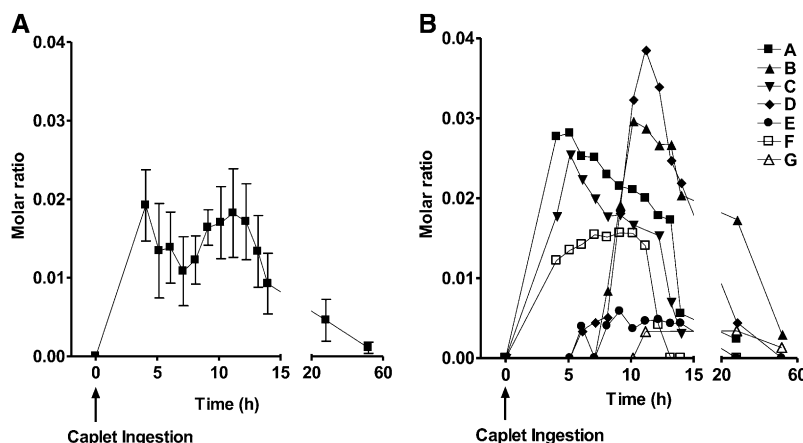 A
0.04
0.03
0.02
0.01
0.00
Molar ratio
0 5 10 15 20 60
Time (h)
Caplet Ingestion
B
0.04
0.03
0.02
0.01
0.00
Molar ratio
0 5 10 15 20 60
Time (h)
Caplet Ingestion
A
B
C
D
E
F
G